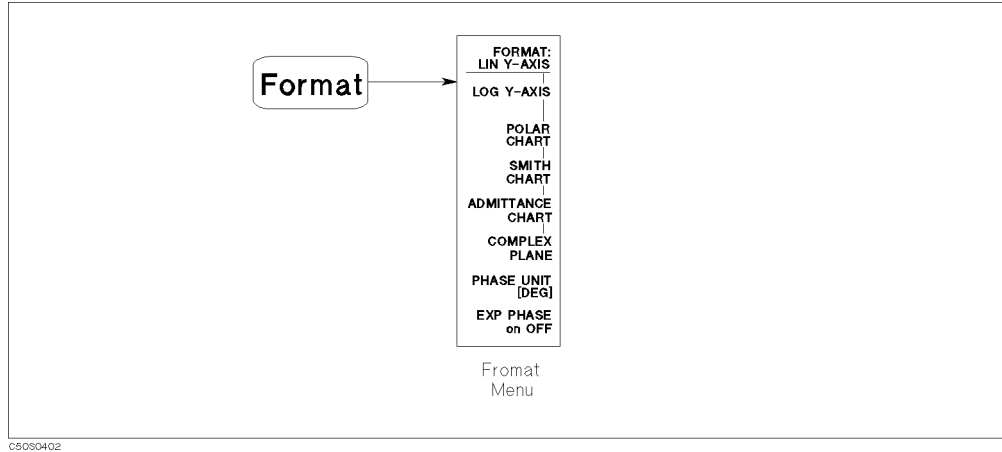 Format
FORMAT:
LIN Y-AXIS
LOG Y-AXIS
POLAR
CHART
SMITH
CHART
ADMITTANCE
CHART
COMPLEX
PLANE
PHASE UNIT
[DEG]
EXP PHASE
on OFF
Fromat
Menu
C5OS0402